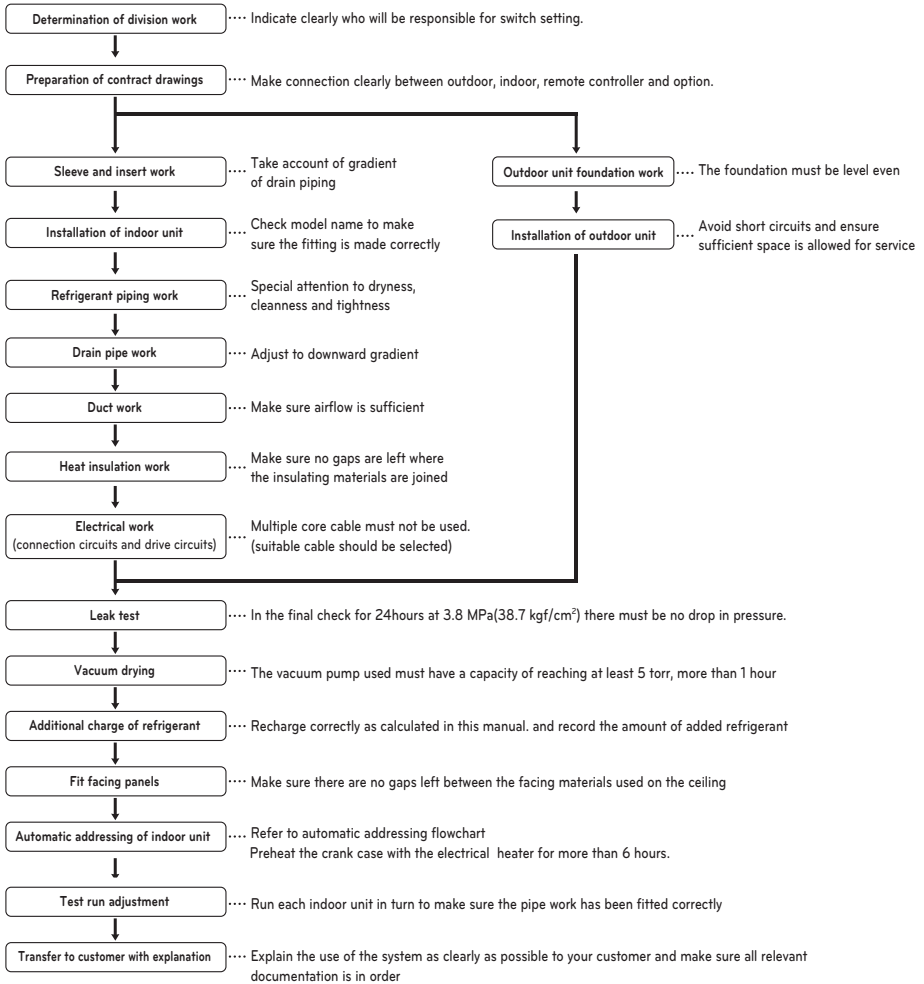 Determination of division work
···· Indicate clearly who will be responsible for switch setting.
Preparation of contract drawings
···· Make connection clearly between outdoor, indoor, remote controller and option.
Sleeve and insert work
···· Take account of gradient
of drain piping
Outdoor unit foundation work
···· The foundation must be level even
Installation of indoor unit
···· Check model name to make
sure the fitting is made correctly
Installation of outdoor unit
···· Avoid short circuits and ensure
sufficient space is allowed for service
Refrigerant piping work
···· Special attention to dryness,
cleanness and tightness
Drain pipe work
···· Adjust to downward gradient
Duct work
···· Make sure airflow is sufficient
Heat insulation work
···· Make sure no gaps are left where
the insulating materials are joined
Electrical work
(connection circuits and drive circuits)
···· Multiple core cable must not be used.
(suitable cable should be selected)
Leak test
···· In the final check for 24hours at 3.8 MPa(38.7 kgf/cm²) there must be no drop in pressure.
Vacuum drying
···· The vacuum pump used must have a capacity of reaching at least 5 torr, more than 1 hour
Additional charge of refrigerant
···· Recharge correctly as calculated in this manual. and record the amount of added refrigerant
Fit facing panels
···· Make sure there are no gaps left between the facing materials used on the ceiling
Automatic addressing of indoor unit
···· Refer to automatic addressing flowchart
Preheat the crank case with the electrical heater for more than 6 hours.
Test run adjustment
···· Run each indoor unit in turn to make sure the pipe work has been fitted correctly
Transfer to customer with explanation
···· Explain the use of the system as clearly as possible to your customer and make sure all relevant
documentation is in order